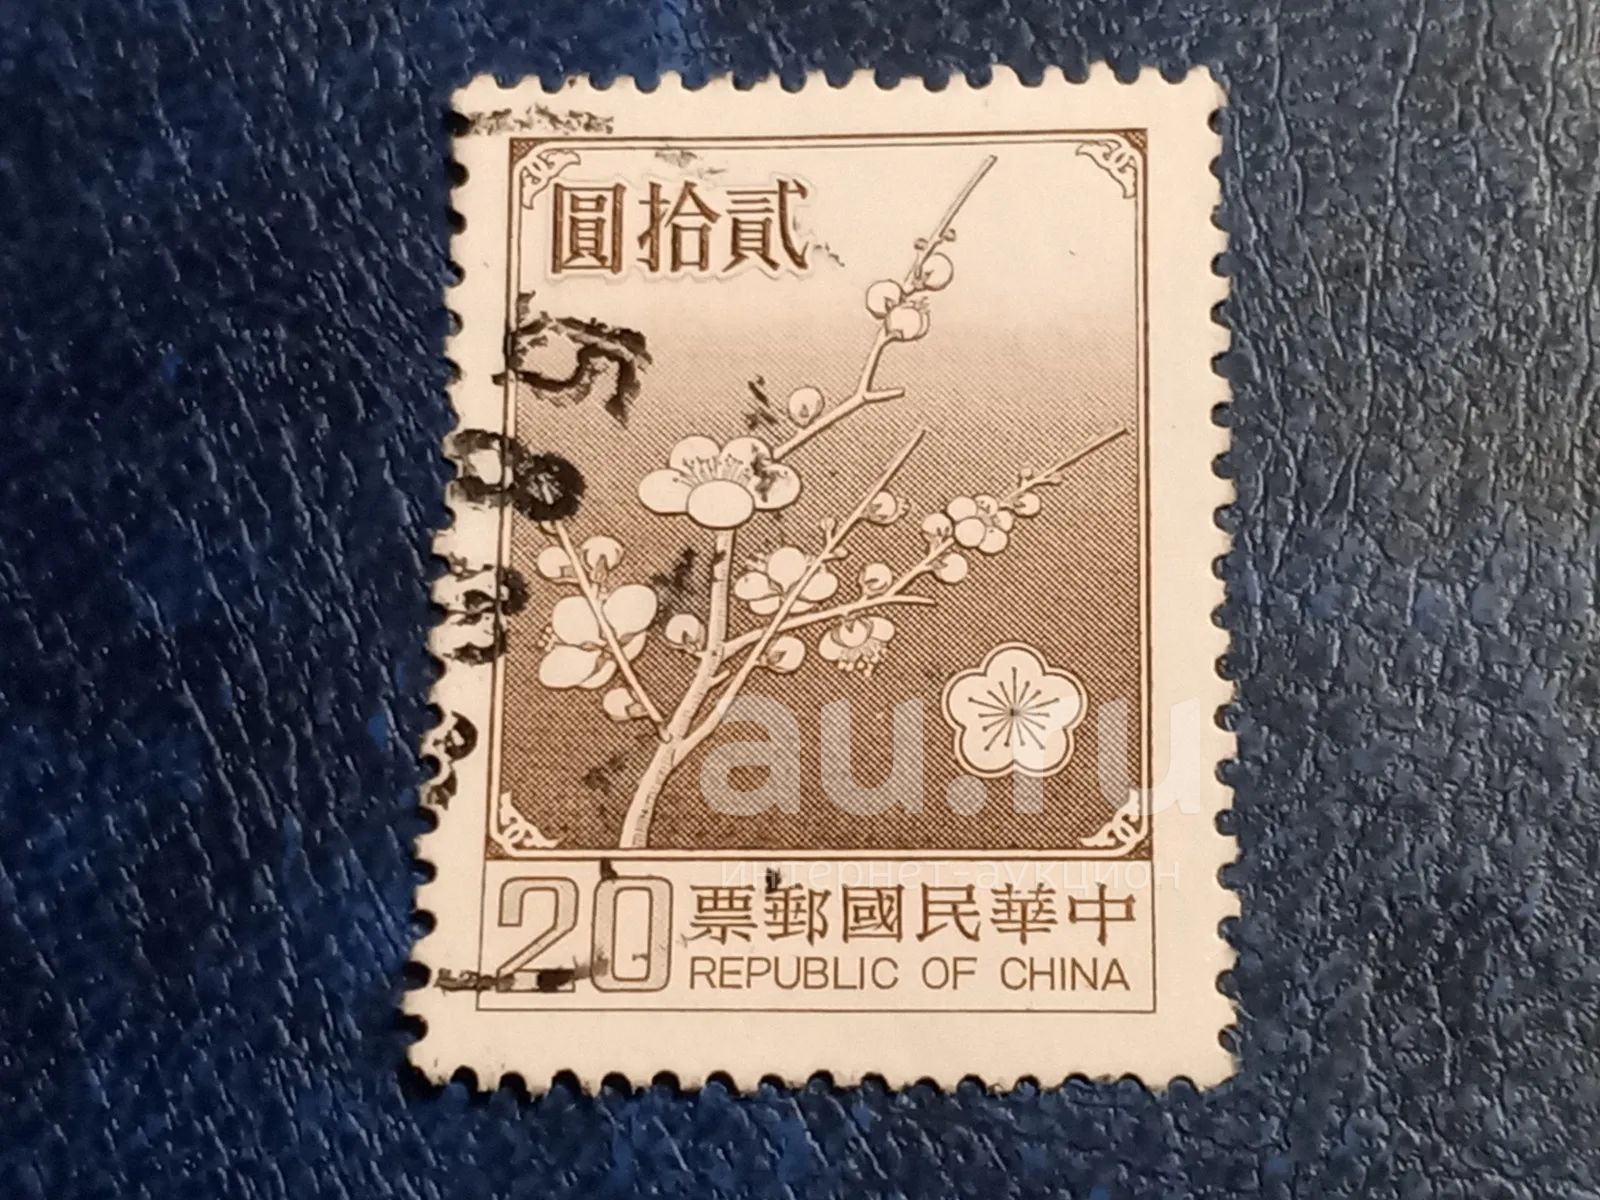 圓拾貳
au.ru
интернет-аукцион
20 票郵國民華中
REPUBLIC OF CHINA